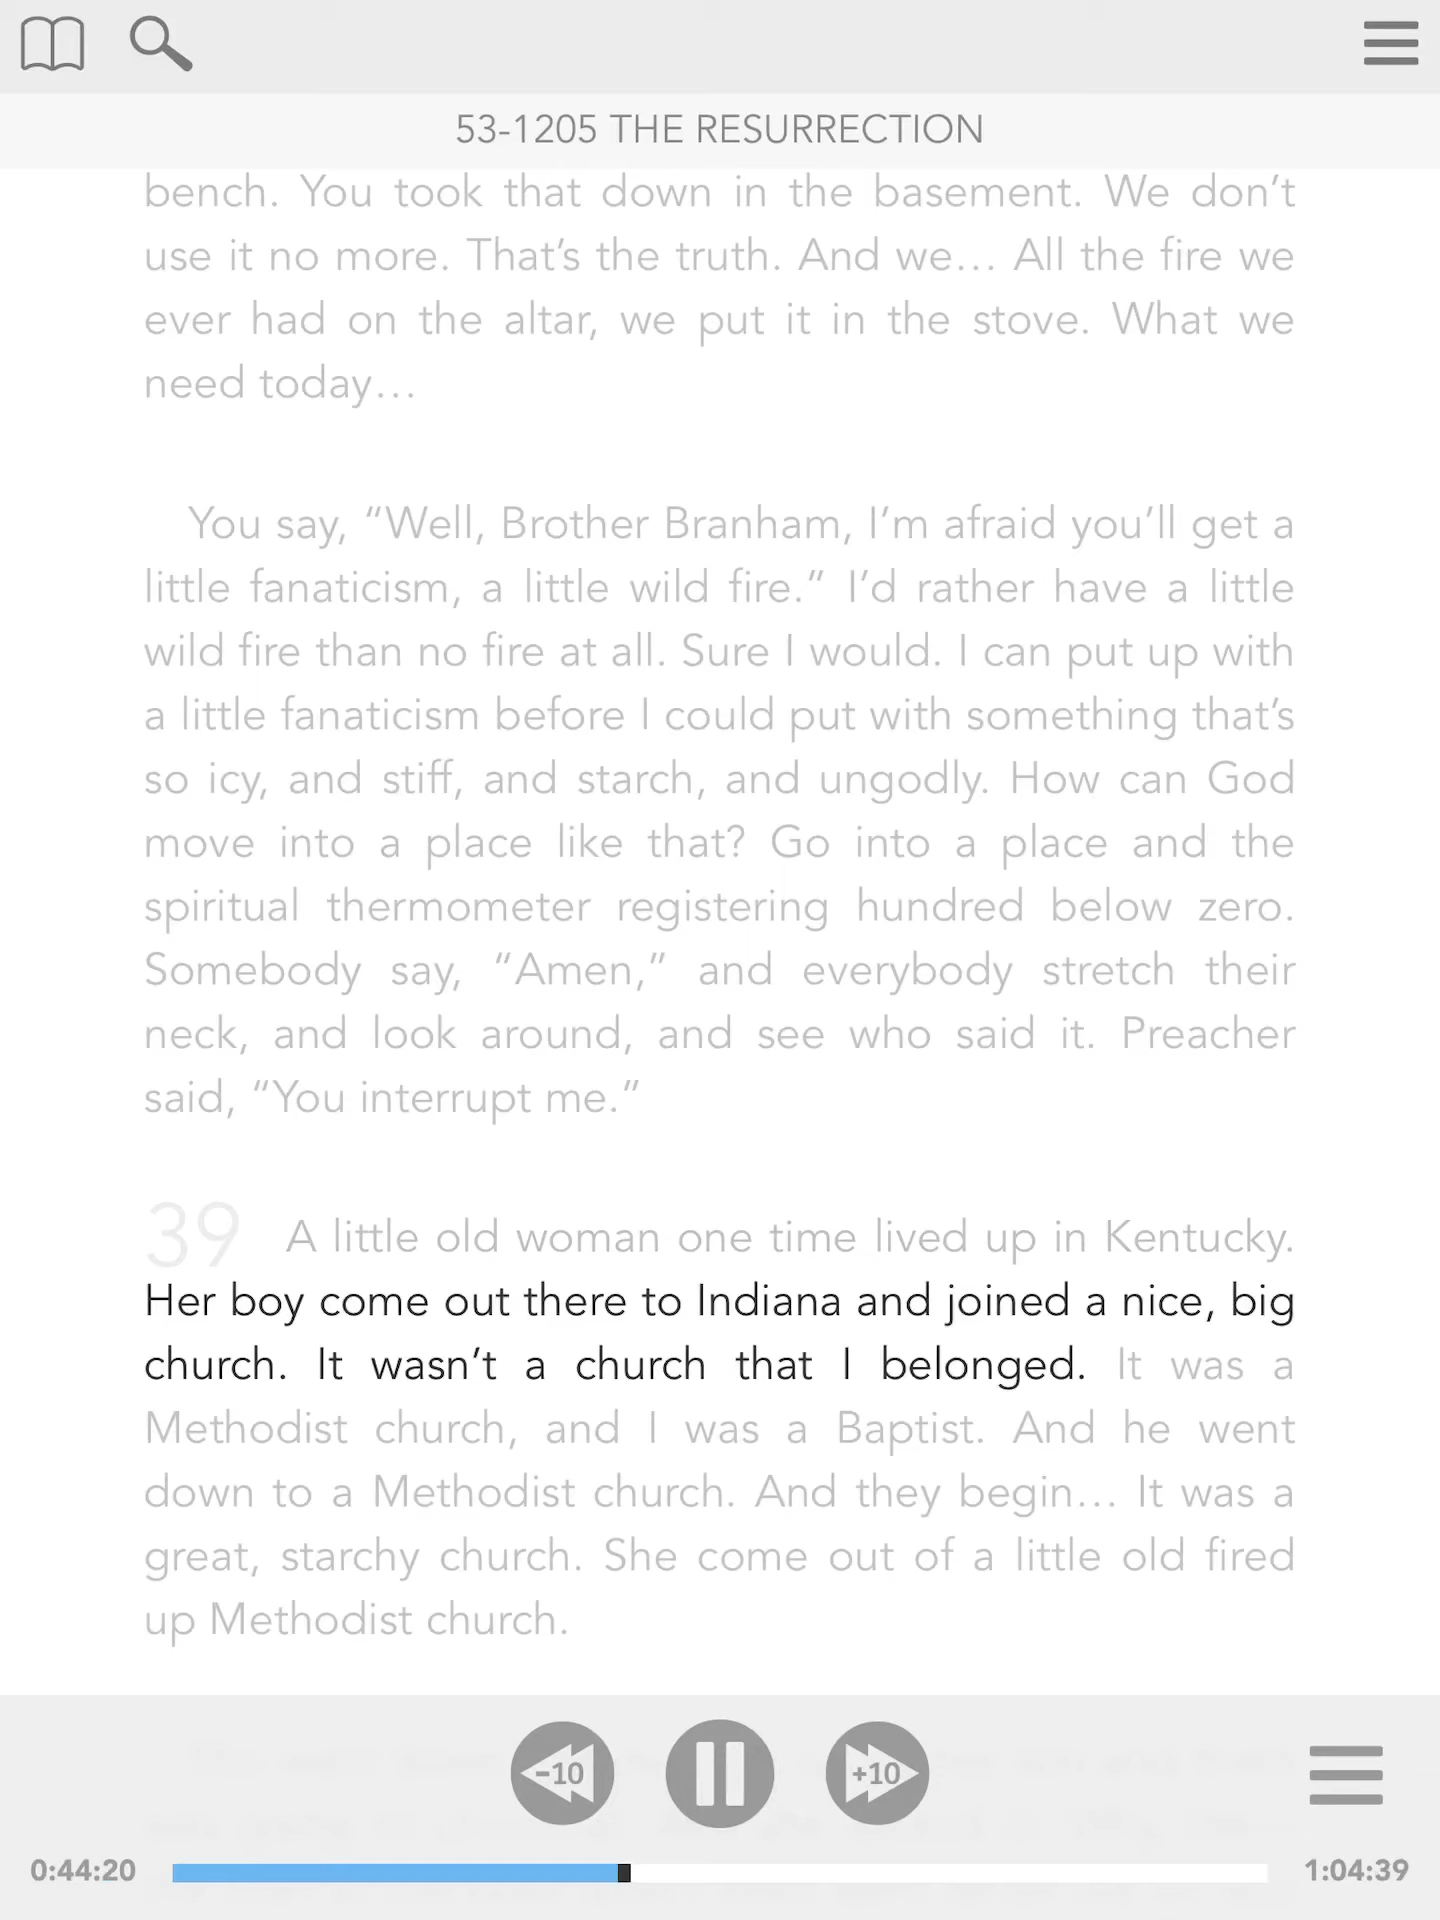 53-1205 THE RESURRECTION
bench. You took that down in the basement. We don’t
use it no more. That’s the truth. And we… All the fire we
ever had on the altar, we put it in the stove. What we
need today…
You say, “Well, Brother Branham, I’m afraid you’ll get a
little fanaticism, a little wild fire.” I’d rather have a little
wild fire than no fire at all. Sure I would. I can put up with
a little fanaticism before I could put with something that’s
so icy, and stiff, and starch, and ungodly. How can God
move into a place like that? Go into a place and the
spiritual thermometer registering hundred below zero.
Somebody say, “Amen,” and everybody stretch their
neck, and look around, and see who said it. Preacher
said, “You interrupt me.”
39 A little old woman one time lived up in Kentucky.
Her boy come out there to Indiana and joined a nice, big
church. It wasn’t a church that I belonged. It was a
Methodist church, and I was a Baptist. And he went
down to a Methodist church. And they begin… It was a
great, starchy church. She come out of a little old fired
up Methodist church.
-10 +10
0:44:20 1:04:39